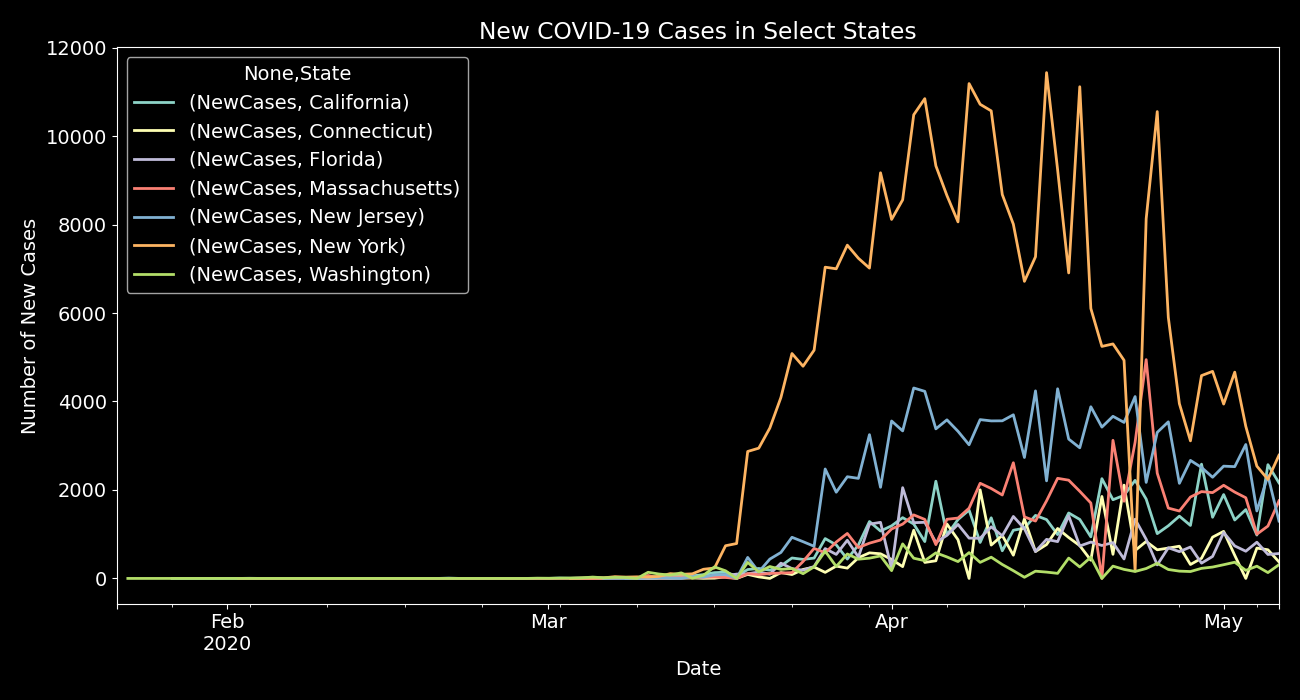 New COVID-19 Cases in Select States
12000
10000
8000
6000
4000
2000
0
Number of New Cases
None,State
(NewCases, California)
(NewCases, Connecticut)
(NewCases, Florida)
(NewCases, Massachusetts)
(NewCases, New Jersey)
(NewCases, New York)
(NewCases, Washington)
Feb Mar Apr May
2020
Date